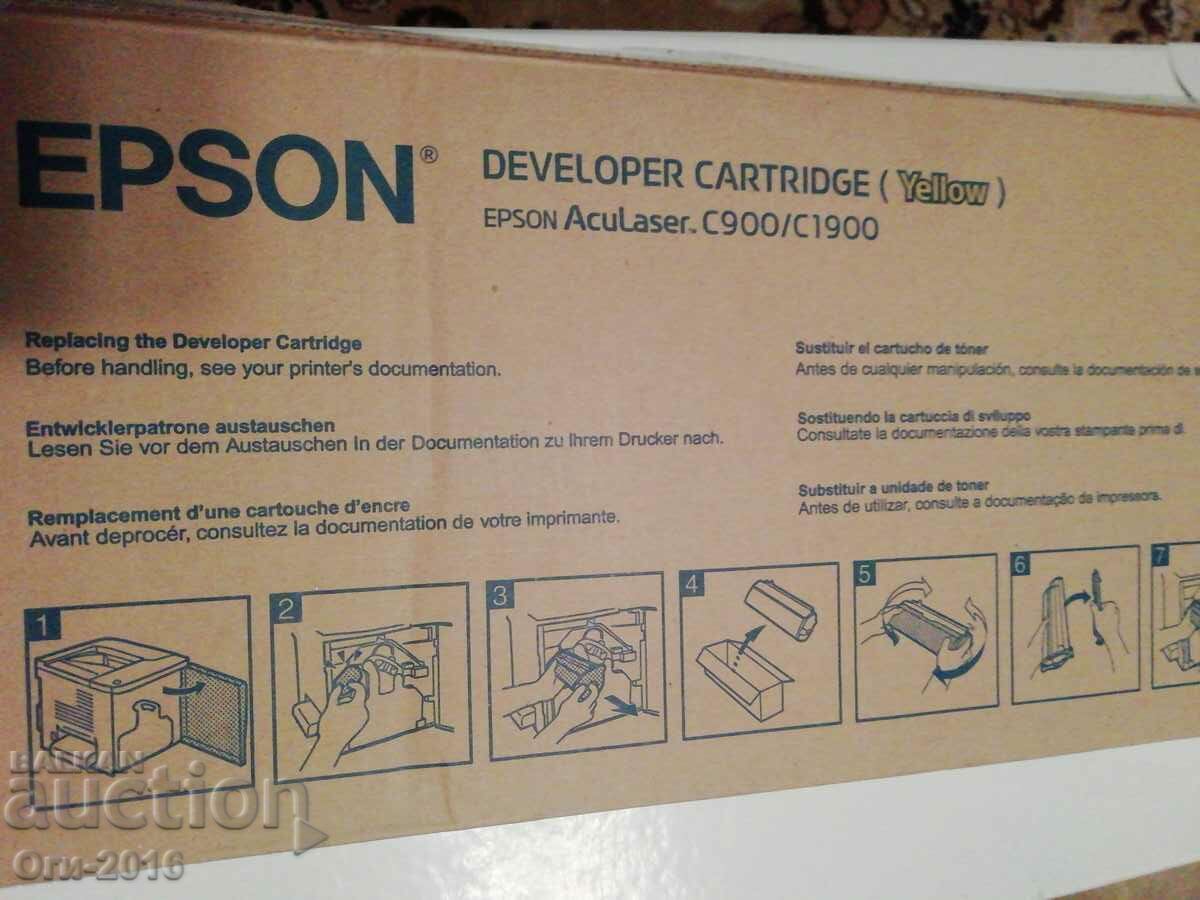 EPSON®
DEVELOPER CARTRIDGE ( Yellow )
EPSON AcuLaser™ C900/C1900
Replacing the Developer Cartridge
Before handling, see your printer's documentation.
Entwicklerpatrone austauschen
Lesen Sie vor dem Austauschen In der Documentation zu Ihrem Drucker nach.
Remplacement d'une cartouche d'encre
Avant deprocér, consultez la documentation de votre imprimante.
Sustituir el cartucho de tóner
Antes de cualquier manipulación, consulte la documentación de
Sostituendo la cartuccia di sviluppo
Consultate la documentazione della vostra stampante prima di.
Substituir a unidade de toner
Antes de utilizar, consulte a documentação de impressora.
1 2 3 4 5 6 7
BALKAN
auction
Оги-2016